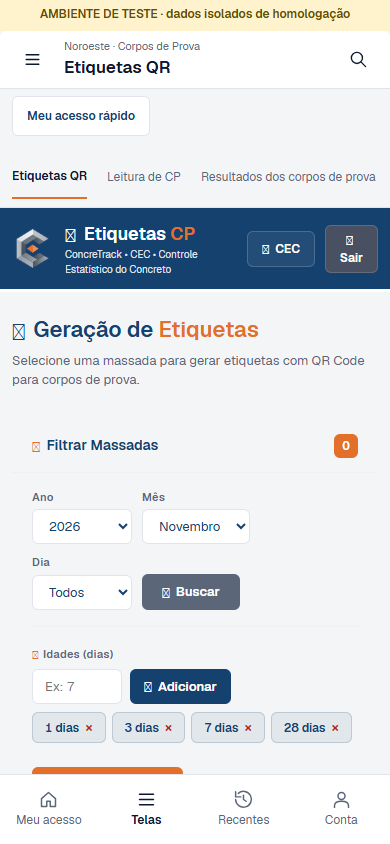 AMBIENTE DE TESTE · dados isolados de homologação
Noroeste · Corpos de Prova
Etiquetas QR
Meu acesso rápido
Etiquetas QR
Leitura de CP
Resultados dos corpos de prova
Etiquetas CP
ConcreTrack • CEC • Controle
Estatístico do Concreto
CEC
Sair
Geração de Etiquetas
Selecione uma massada para gerar etiquetas com QR Code
para corpos de prova.
Filtrar Massadas
0
Ano
Mês
2026
Novembro
Dia
Todos
Buscar
Idades (dias)
Ex: 7
Adicionar
1 dias ×
3 dias ×
7 dias ×
28 dias ×
Meu acesso
Telas
Recentes
Conta